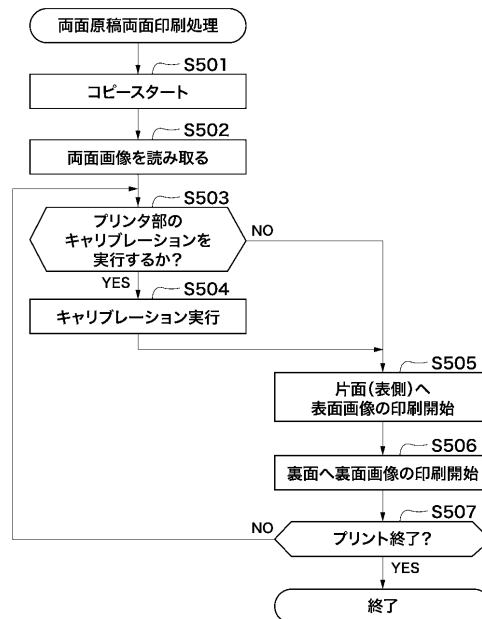 両面原稿両面印刷処理
S501
コピースタート
S502
両面画像を読み取る
S503
プリンタ部の
キャリブレーションを
実行するか？
NO
YES
S504
キャリブレーション実行
S505
片面(表側)へ
表面画像の印刷開始
S506
裏面へ裏面画像の印刷開始
S507
NO
プリント終了？
YES
終了